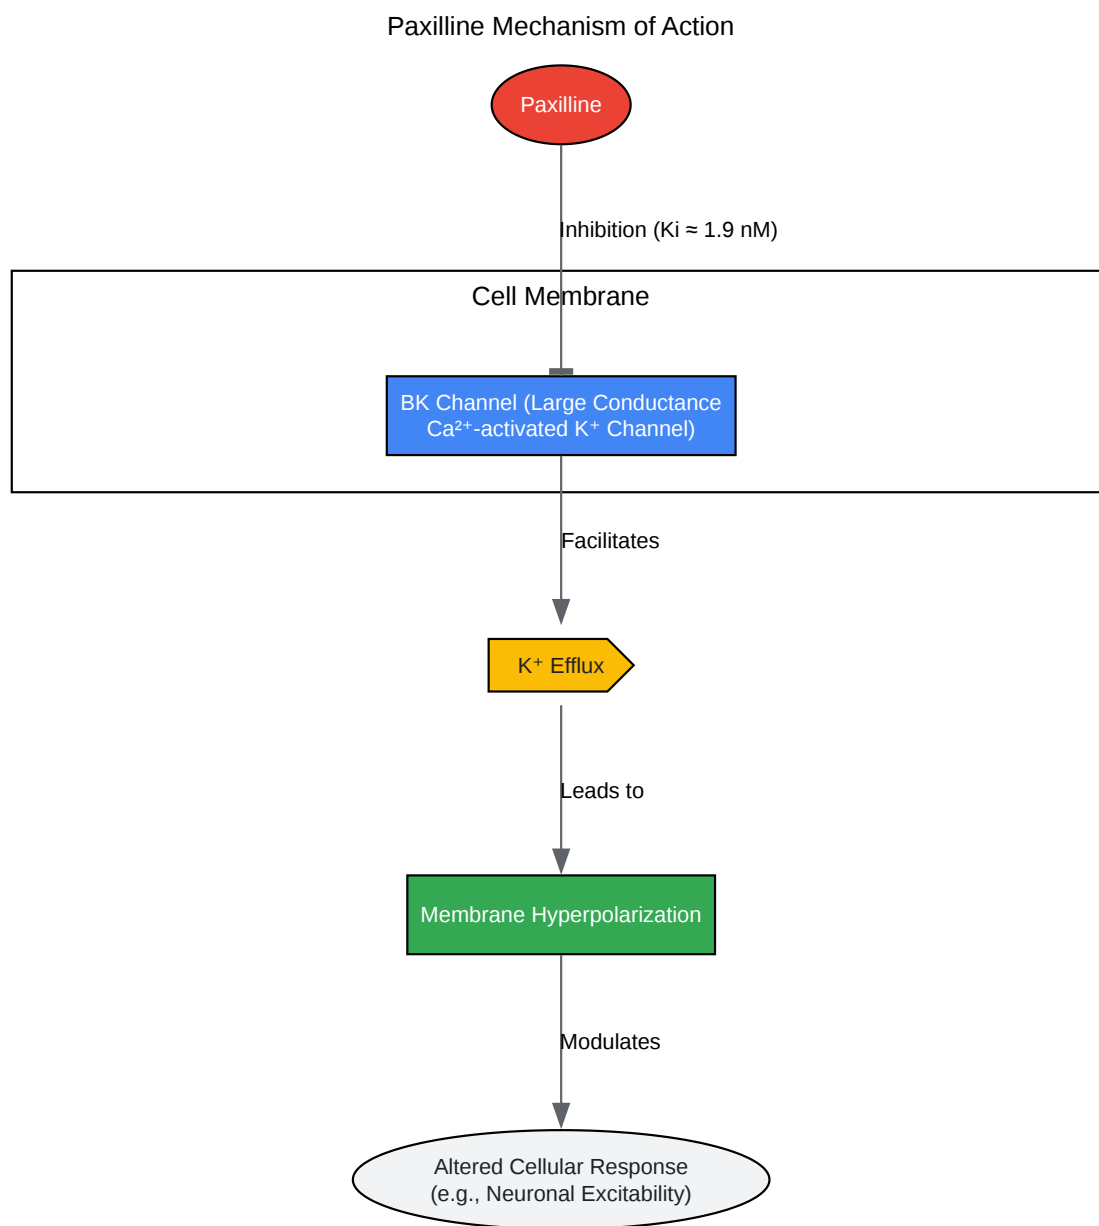 Paxilline Mechanism of Action
Paxilline
Inhibition (Ki ≈ 1.9 nM)
Cell Membrane
BK Channel (Large Conductance
Ca²⁺-activated K⁺ Channel)
Facilitates
K⁺ Efflux
Leads to
Membrane Hyperpolarization
Modulates
Altered Cellular Response
(e.g., Neuronal Excitability)